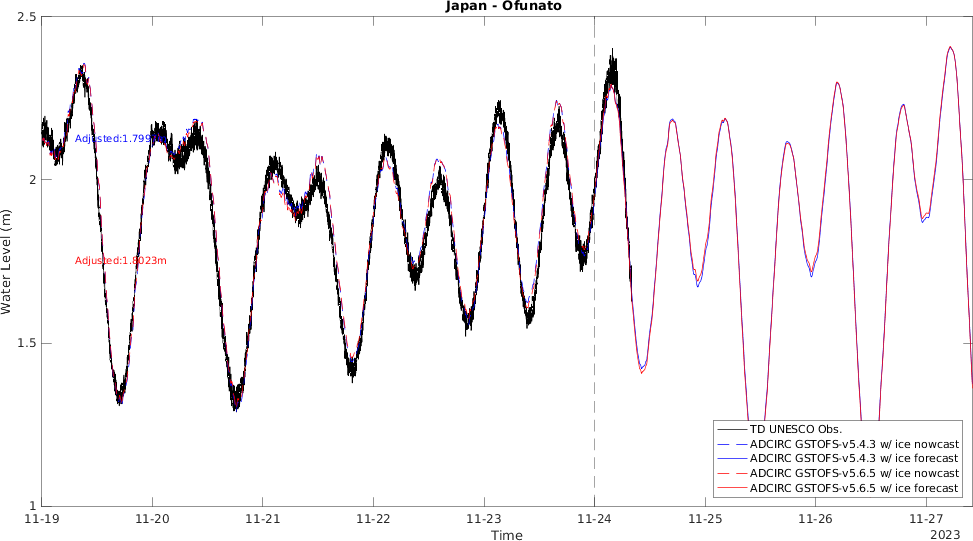 Japan - Ofunato
2.5
2
1.5
1
Water Level (m)
Adjusted:1.799
Adjusted:1.8023m
TD UNESCO Obs.
ADCIRC GSTOFS-v5.4.3 w/ ice nowcast
ADCIRC GSTOFS-v5.4.3 w/ ice forecast
ADCIRC GSTOFS-v5.6.5 w/ ice nowcast
ADCIRC GSTOFS-v5.6.5 w/ ice forecast
11-19 11-20 11-21 11-22 11-23 11-24 11-25 11-26 11-27
Time
2023